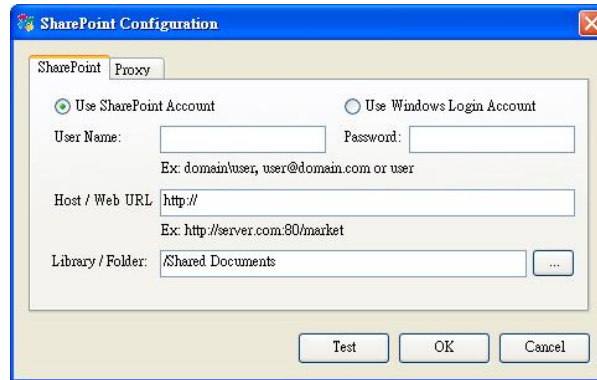 SharePoint Configuration
SharePoint Proxy
Use SharePoint Account Use Windows Login Account
User Name: Password:
Ex: domain\user, user@domain.com or user
Host / Web URL http://
Ex: http://server.com:80/market
Library / Folder: /Shared Documents ...
Test OK Cancel